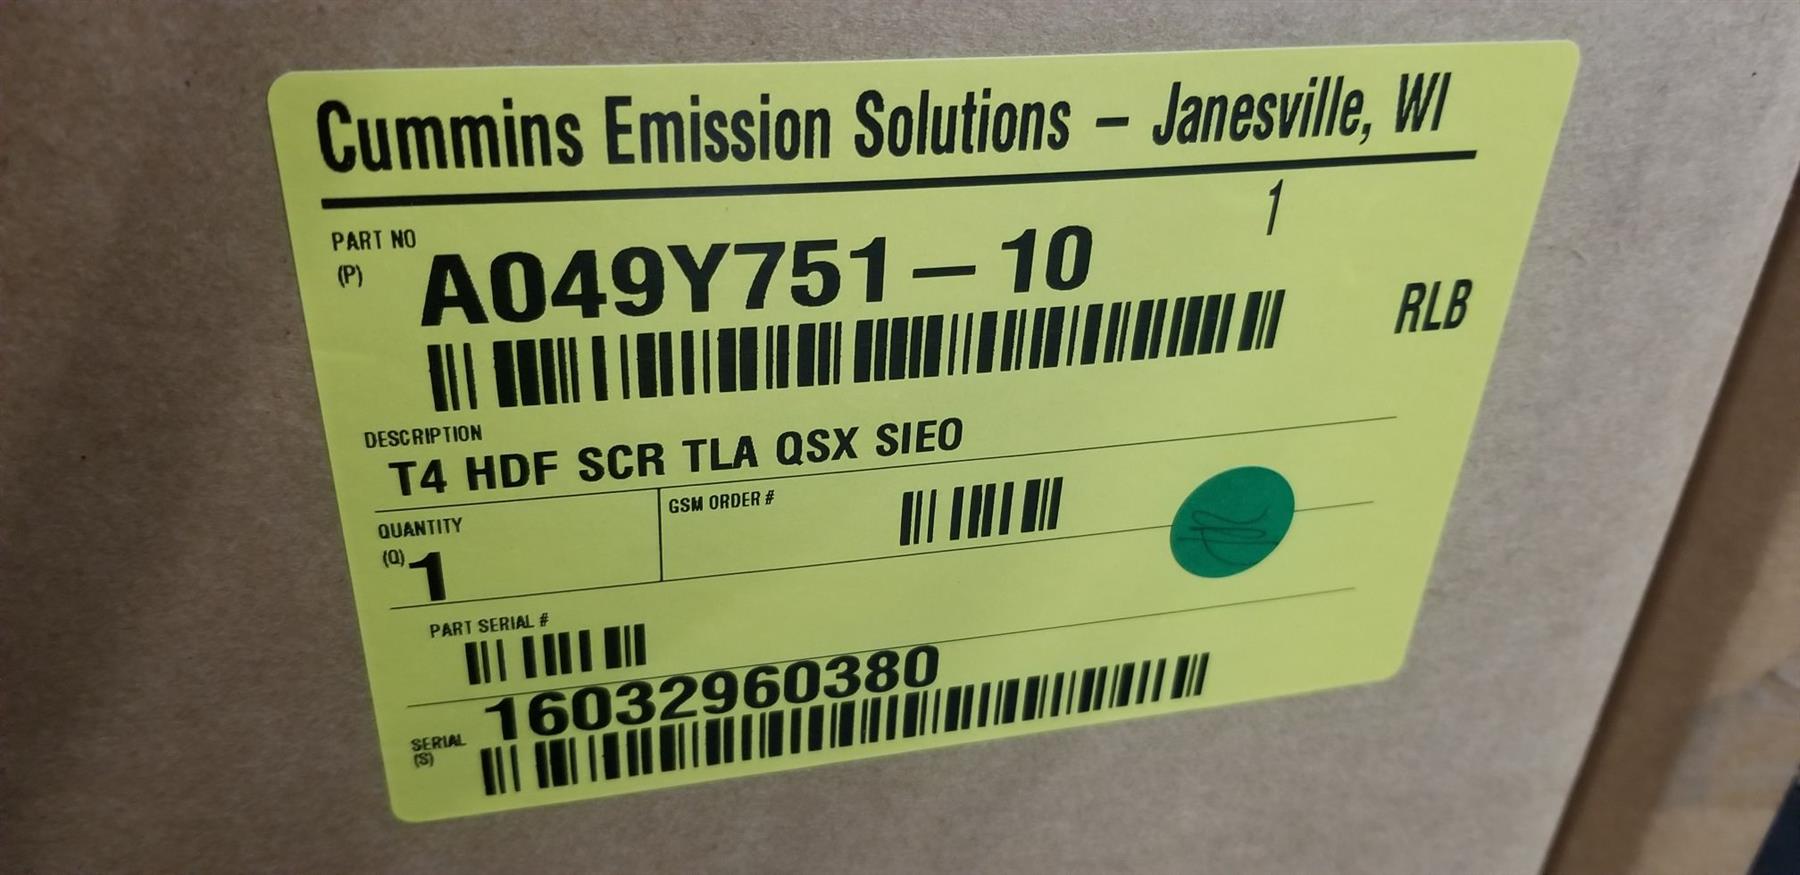 Cummins Emission Solutions - Janesville, WI
1
PART NO
(P)
A049Y751-10
RLB
DESCRIPTION
T4 HDF SCR TLA QSX SIEO
QUANTITY
(Q)
1
GSM ORDER #
PART SERIAL #
16032960380
SERIAL
(S)